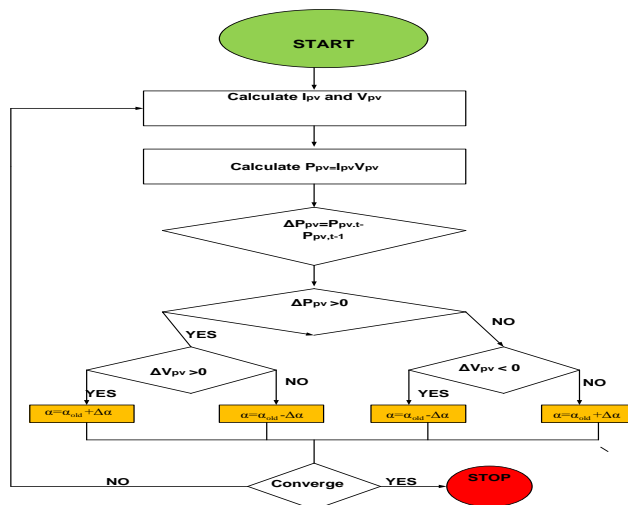 START
Calculate Ipv and Vpv
Calculate Ppv=IpvVpv
ΔPpv=Ppv.t-
Ppv,t-1
ΔPpv >0
YES
NO
ΔVpv >0
ΔVpv < 0
YES
NO
YES
NO
α=αold +Δα
α=αold -Δα
α=αold -Δα
α=αold +Δα
NO
Converge
YES
STOP